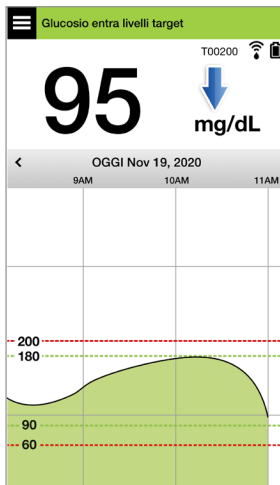 Glucosio entra livelli target
T00200
95
mg/dL
OGGI Nov 19, 2020
9AM 10AM 11AM
200
180
90
60